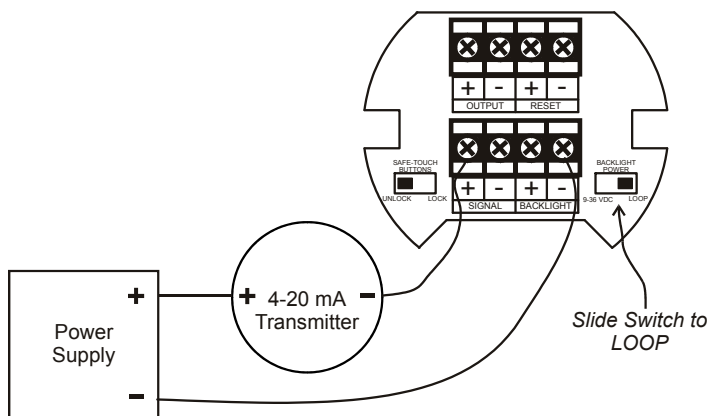 + - + -
OUTPUT RESET
SAFE-TOUCH
BUTTONS
UNLOCK LOCK
+ - + -
SIGNAL BACKLIGHT
BACKLIGHT
POWER
9-36 VDC LOOP
+
-
Power
Supply
+ -
4-20 mA
Transmitter
Slide Switch to
LOOP